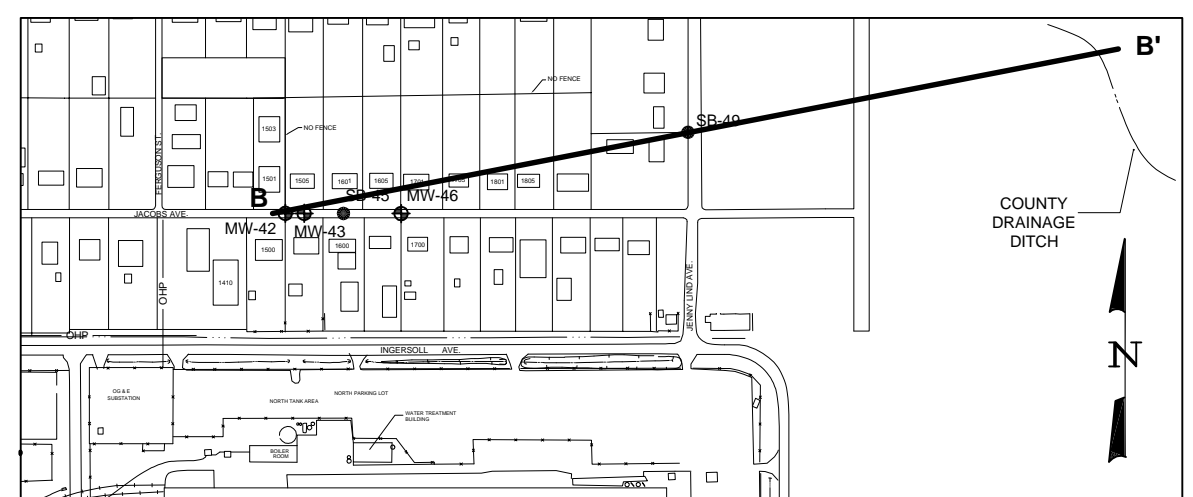 B'
NO FENCE
SB-49
1503
NO FENCE
FERGUSON ST.
1501
1505
1601
1605
1801
1805
B
SB-45
MW-46
JACOBS AVE.
MW-42
MW-43
COUNTY
DRAINAGE
DITCH
1500
1600
1700
1410
OHP
JENNY LIND AVE.
OHP
INGERSOLL AVE.
N
OG & E
SUBSTATION
NORTH TANK AREA
NORTH PARKING LOT
WATER TREATMENT
BUILDING
BOILER
ROOM